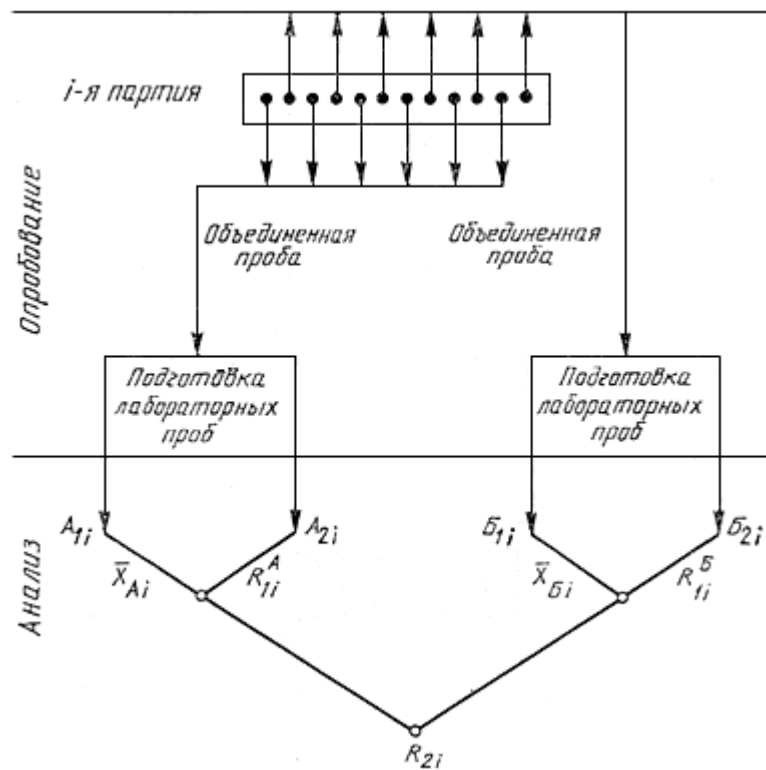 i-я партия
Опробование
Объединенная
проба
Объединенная
проба
Подготовка
лабораторных
проб
Подготовка
лабораторных
проб
Анализ
A1i
A2i
Б1i
Б2i
X̅Ai
R1iᴬ
X̅Бi
R1iᴮ
R2i